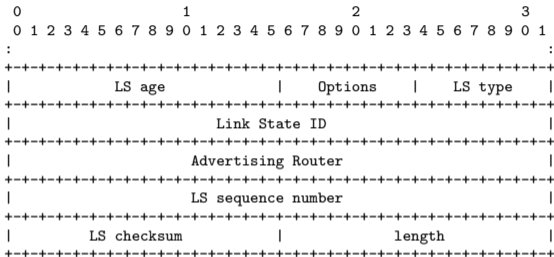 0                   1                   2                   3
0 1 2 3 4 5 6 7 8 9 0 1 2 3 4 5 6 7 8 9 0 1 2 3 4 5 6 7 8 9 0 1
:                                                               :
+-+-+-+-+-+-+-+-+-+-+-+-+-+-+-+-+-+-+-+-+-+-+-+-+-+-+-+-+-+-+-+-+
|            LS age             |    Options    |    LS type    |
+-+-+-+-+-+-+-+-+-+-+-+-+-+-+-+-+-+-+-+-+-+-+-+-+-+-+-+-+-+-+-+-+
|                        Link State ID                          |
+-+-+-+-+-+-+-+-+-+-+-+-+-+-+-+-+-+-+-+-+-+-+-+-+-+-+-+-+-+-+-+-+
|                     Advertising Router                        |
+-+-+-+-+-+-+-+-+-+-+-+-+-+-+-+-+-+-+-+-+-+-+-+-+-+-+-+-+-+-+-+-+
|                     LS sequence number                        |
+-+-+-+-+-+-+-+-+-+-+-+-+-+-+-+-+-+-+-+-+-+-+-+-+-+-+-+-+-+-+-+-+
|         LS checksum           |             length            |
+-+-+-+-+-+-+-+-+-+-+-+-+-+-+-+-+-+-+-+-+-+-+-+-+-+-+-+-+-+-+-+-+